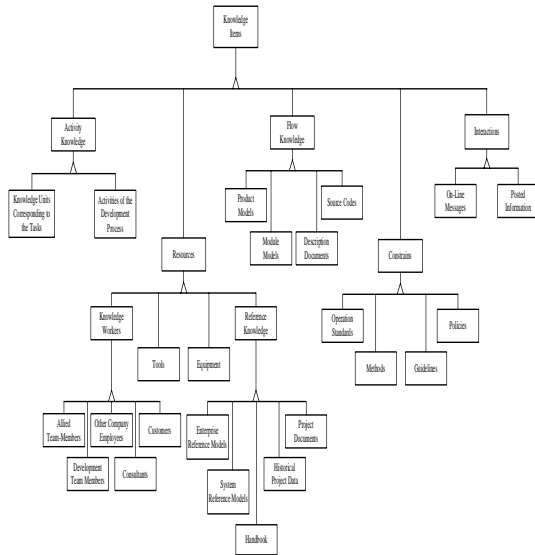 Knowledge
Items
Activity
Knowledge
Flow
Knowledge
Interactions
Knowledge Units
Corresponding to
the Tasks
Activities of the
Development
Process
Product
Models
Source Codes
On-Line
Messages
Posted
Information
Module
Models
Description
Documents
Resources
Constrains
Knowledge
Workers
Tools
Equipment
Reference
Knowledge
Operation
Standards
Methods
Guidelines
Policies
Allied
Team-Members
Other Company
Employees
Customers
Development
Team Members
Consultants
Enterprise
Reference Models
Project
Documents
System
Reference Models
Historical
Project Data
Handbook